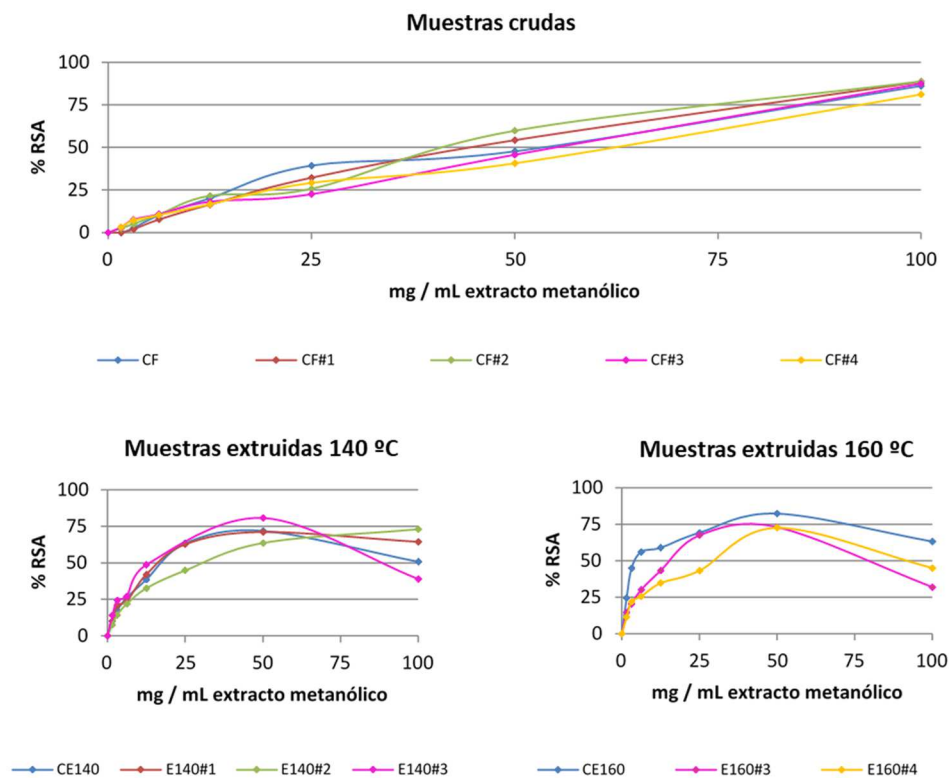 Muestras crudas
100
75
50
25
0
% RSA
0 25 50 75 100
mg / mL extracto metanólico
CF CF#1 CF#2 CF#3 CF#4
Muestras extruidas 140 ºC
100
75
50
25
0
% RSA
0 25 50 75 100
mg / mL extracto metanólico
CE140 E140#1 E140#2 E140#3
Muestras extruidas 160 ºC
100
75
50
25
0
% RSA
0 25 50 75 100
mg / mL extracto metanólico
CE160 E160#3 E160#4